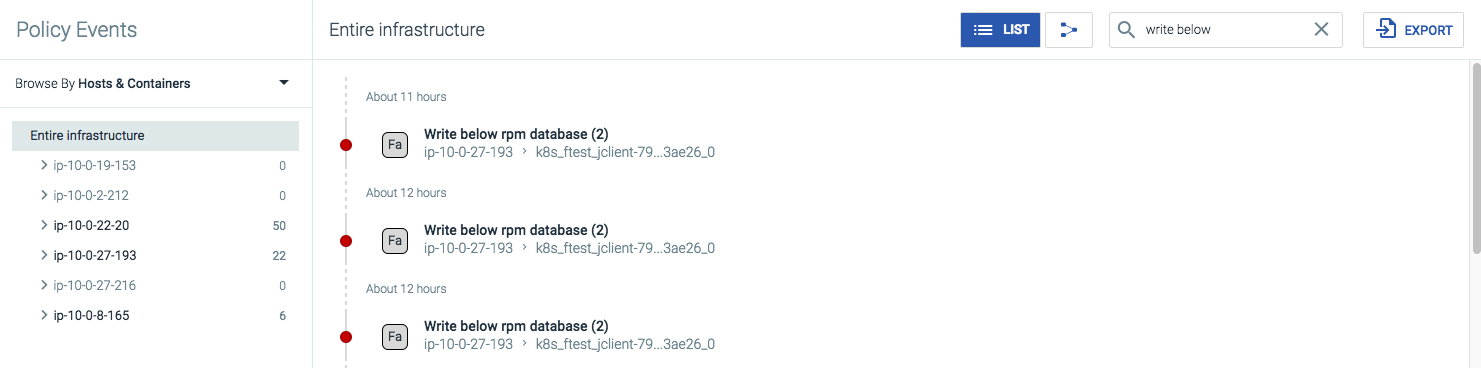 Policy Events
Entire infrastructure
LIST
write below
EXPORT
Browse By Hosts & Containers
Entire infrastructure
ip-10-0-19-153 0
ip-10-0-2-212 0
ip-10-0-22-20 50
ip-10-0-27-193 22
ip-10-0-27-216 0
ip-10-0-8-165 6
About 11 hours
Fa
Write below rpm database (2)
ip-10-0-27-193 > k8s_ftest_jclient-79...3ae26_0
About 12 hours
Fa
Write below rpm database (2)
ip-10-0-27-193 > k8s_ftest_jclient-79...3ae26_0
About 12 hours
Fa
Write below rpm database (2)
ip-10-0-27-193 > k8s_ftest_jclient-79...3ae26_0